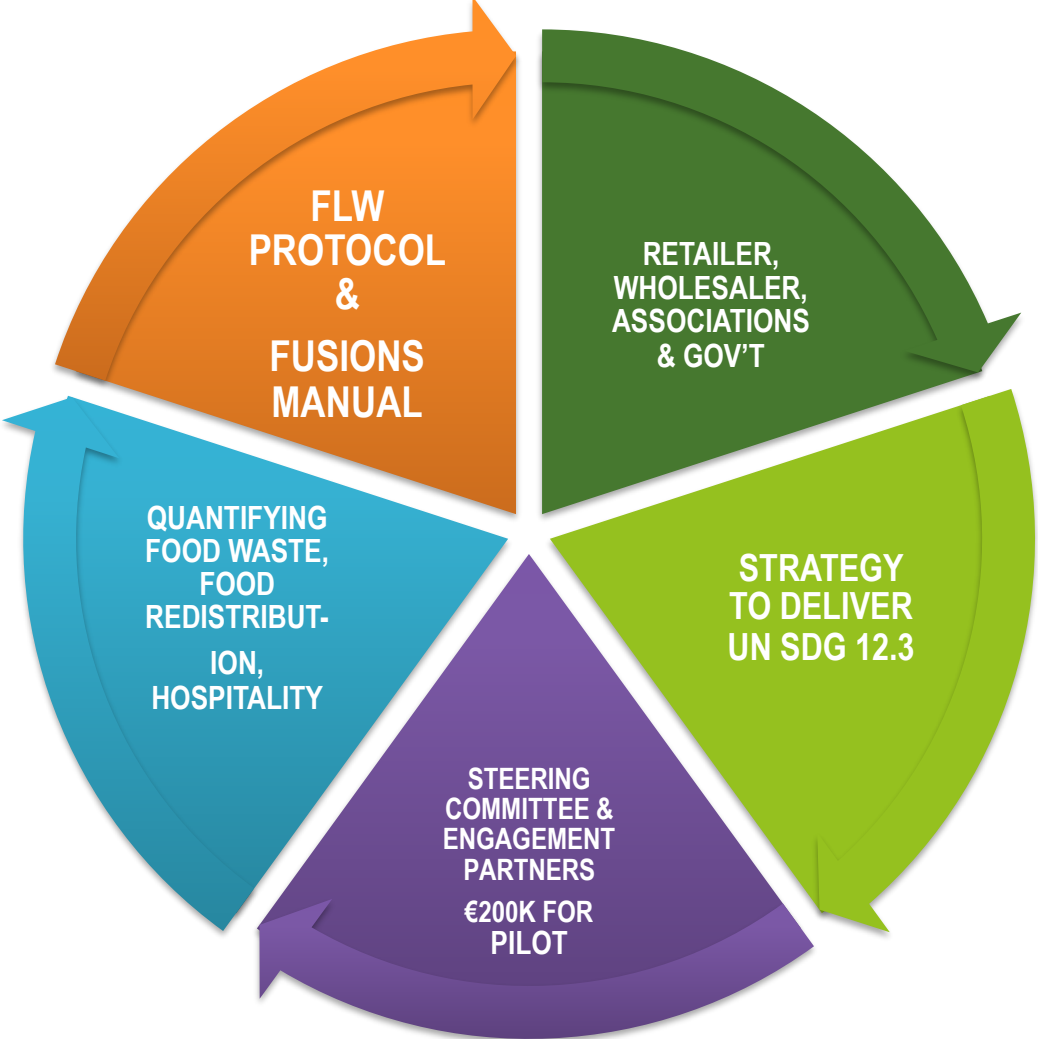 FLW
PROTOCOL
&
FUSIONS
MANUAL
RETAILER,
WHOLESALER,
ASSOCIATIONS
& GOV’T
STRATEGY
TO DELIVER
UN SDG 12.3
STEERING
COMMITTEE &
ENGAGEMENT
PARTNERS
€200K FOR
PILOT
QUANTIFYING
FOOD WASTE,
FOOD
REDISTRIBUT-
ION,
HOSPITALITY